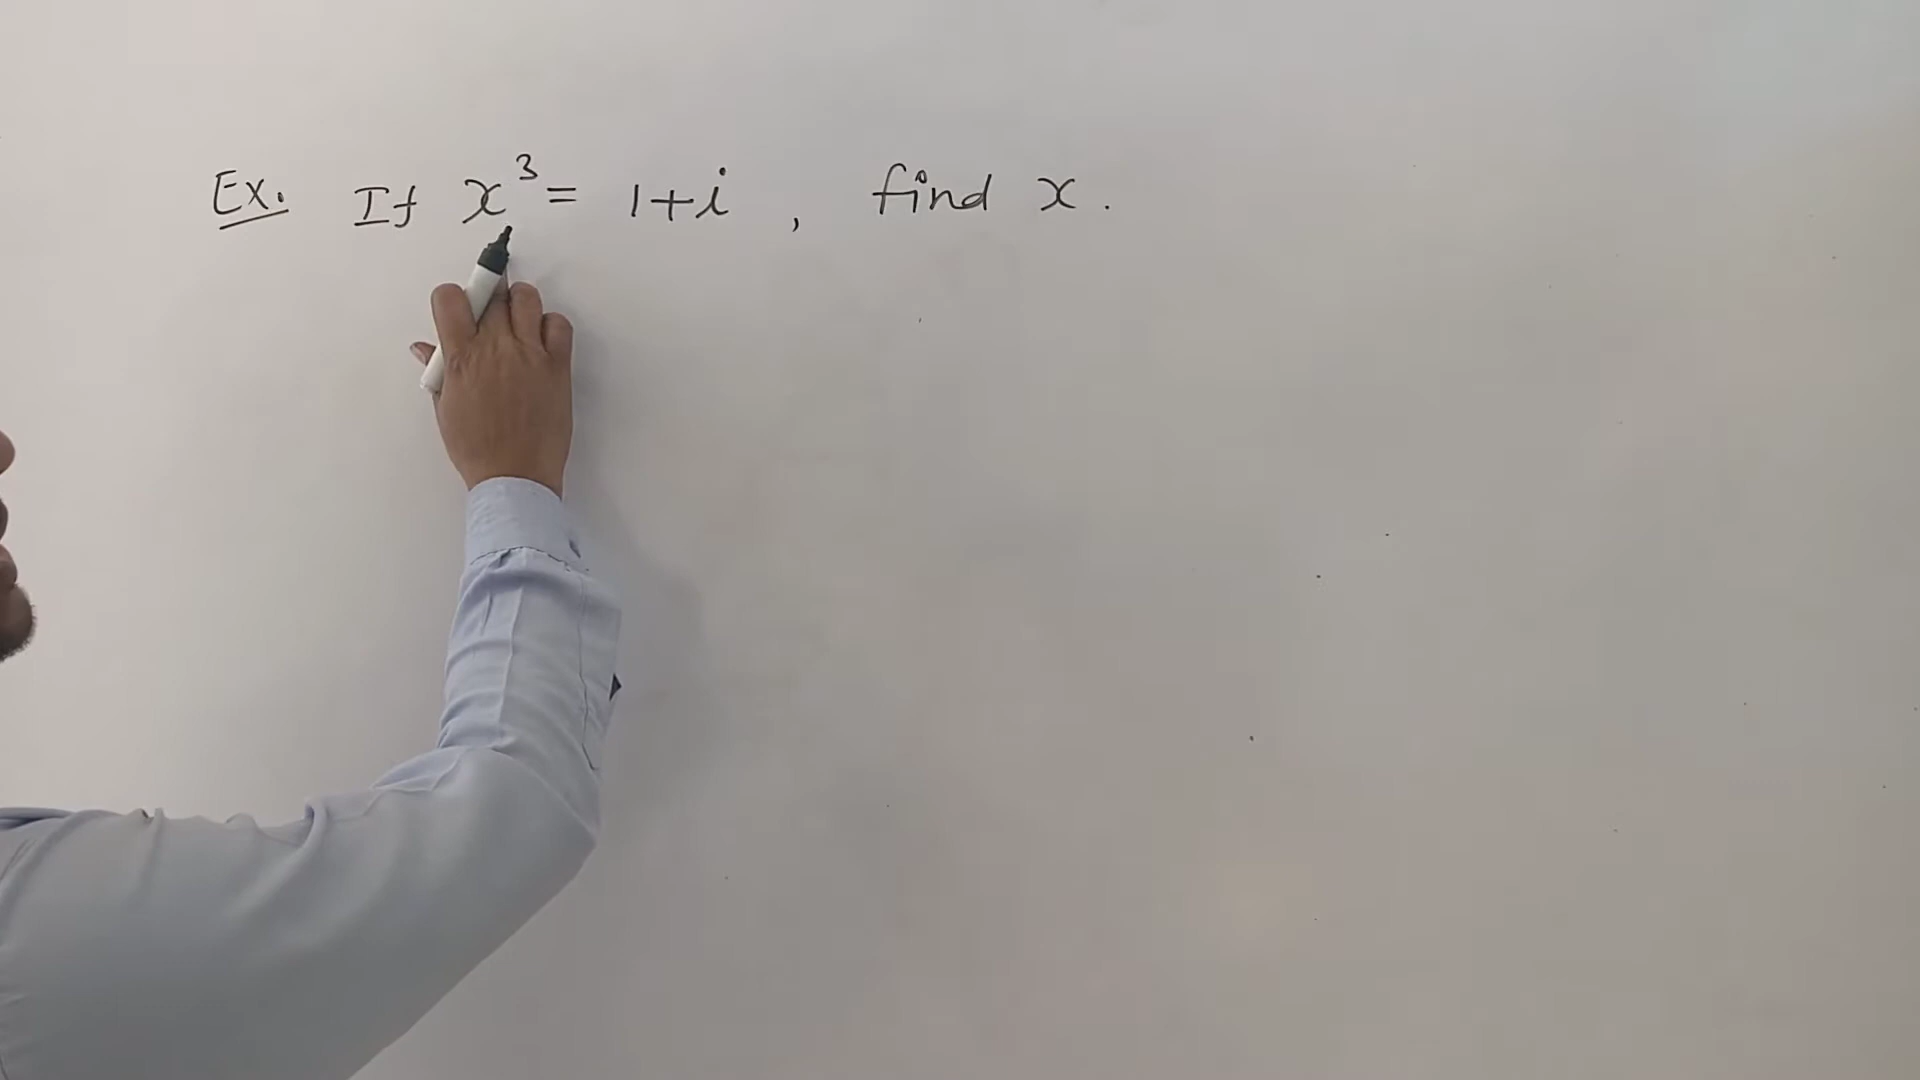 Ex. If x³ = 1+i , find x.